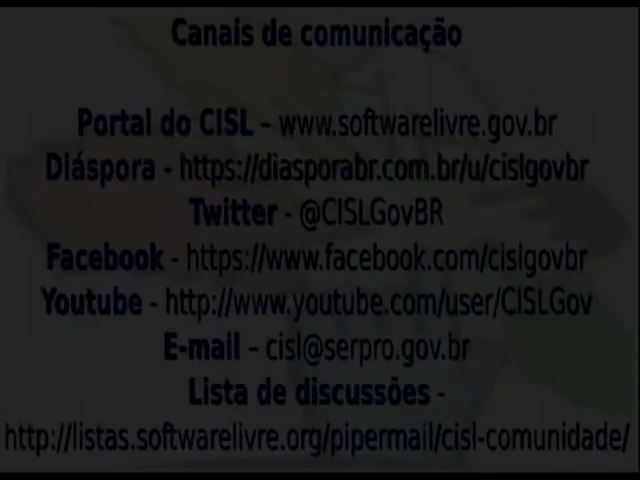 Canais de comunicação
Portal do CISL – www.softwarelivre.gov.br
Diáspora - https://diasporabr.com.br/u/cislgovbr
Twitter - @CISLGovBR
Facebook - https://www.facebook.com/cislgovbr
Youtube - http://www.youtube.com/user/CISLGov
E-mail – cisl@serpro.gov.br
Lista de discussões -
http://listas.softwarelivre.org/pipermail/cisl-comunidade/